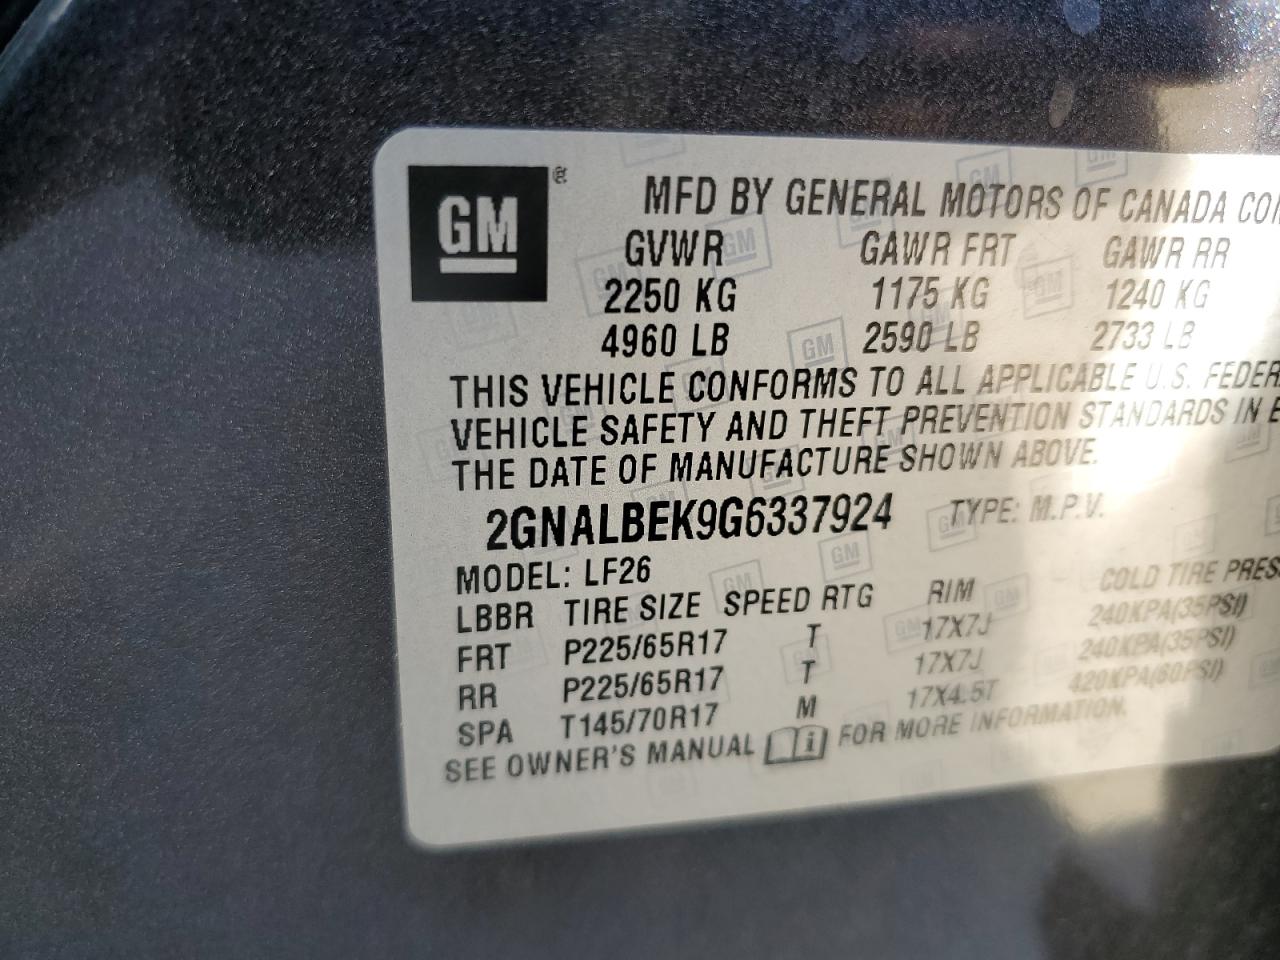 GM®
MFD BY GENERAL MOTORS OF CANADA
GVWR GAWR FRT GAWR RR
2250 KG 1175 KG 1240 KG
4960 LB 2590 LB 2733 LB
THIS VEHICLE CONFORMS TO ALL APPLICABLE U.S.
VEHICLE SAFETY AND THEFT PREVENTION STANDARDS IN
THE DATE OF MANUFACTURE SHOWN ABOVE.
2GNALBEK9G6337924 TYPE: M.P.V.
MODEL: LF26
LBBR TIRE SIZE SPEED RTG RIM COLD TIRE
FRT P225/65R17 T 17X7J 240KPA(35PSI)
RR P225/65R17 T 17X7J 240KPA(35PSI)
SPA T145/70R17 M 17X4.5T 420KPA(60PSI)
SEE OWNER'S MANUAL i FOR MORE INFORMATION.